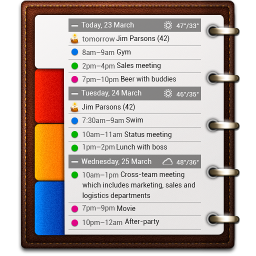 Today, 23 March 47°/33°
tomorrow Jim Parsons (42)
8am–9am Gym
2pm–4pm Sales meeting
7pm–10pm Beer with buddies
Tuesday, 24 March 46°/35°
Jim Parsons (42)
7:30am–9am Swim
10am–11am Status meeting
1pm–2pm Lunch with boss
Wednesday, 25 March 48°/36°
10am–1pm Cross-team meeting
which includes marketing, sales and
logistics departments
7pm–9pm Movie
10pm–12am After-party